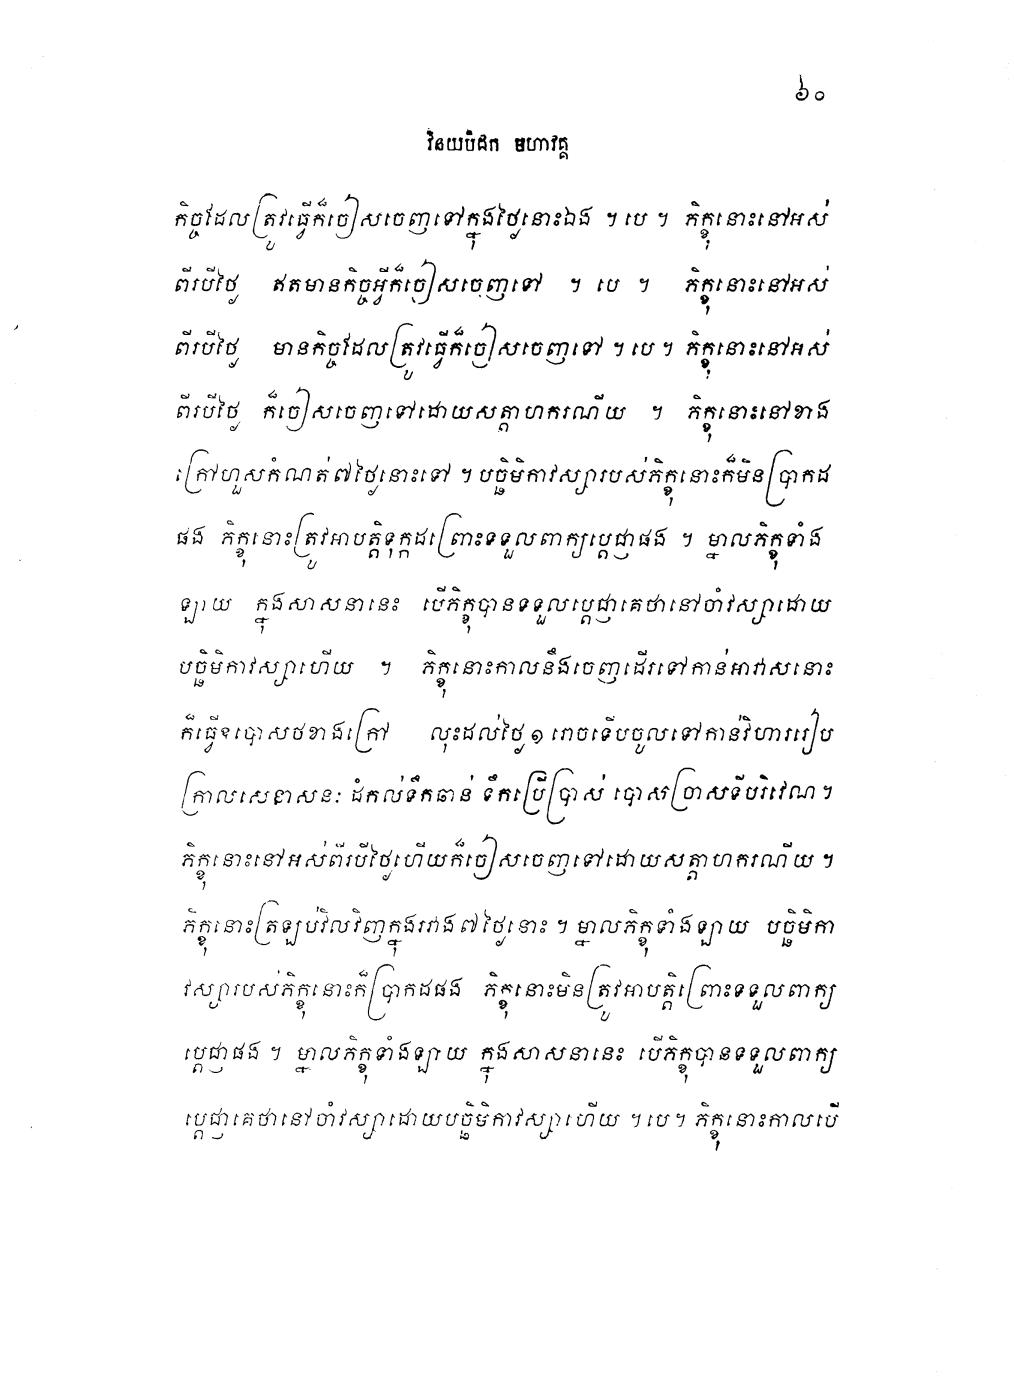 ៦០
វិនយបិដក មហាវគ្គ
កិច្ចដែលត្រូវធ្វើក៏ចៀសចេញទៅក្នុងថ្ងៃនោះឯង ។ បេ ។ ភិក្ខុនោះនៅអស់
ពីរបីថ្ងៃ ឥតមានកិច្ចអ្វីក៏ចៀសចេញទៅ ។ បេ ។ ភិក្ខុនោះនៅអស់
ពីរបីថ្ងៃ មានកិច្ចដែលត្រូវធ្វើក៏ចៀសចេញទៅ ។ បេ ។ ភិក្ខុនោះនៅអស់
ពីរបីថ្ងៃ ក៏ចៀសចេញទៅដោយសត្តាហករណីយ ។ ភិក្ខុនោះនៅខាង
ក្រៅហួសកំណត់៧ថ្ងៃនោះទៅ ។ បច្ឆិមិកាវស្សារបស់ភិក្ខុនោះក៏មិនប្រាកដ
ផង ភិក្ខុនោះត្រូវអាបត្តិទុក្កដព្រោះទទួលពាក្យប្តេជ្ញាផង ។ ម្នាលភិក្ខុទាំង
ឡាយ ក្នុងសាសនានេះ បើភិក្ខុបានទទួលប្តេជ្ញាគេថានៅចាំវស្សាដោយ
បច្ឆិមិកាវស្សាហើយ ។ ភិក្ខុនោះកាលនឹងចេញដើរទៅកាន់អាវាសនោះ
ក៏ធ្វើឧបោសថខាងក្រៅ លុះដល់ថ្ងៃ ១ រោចទើបចូលទៅកាន់វិហាររៀប
ក្រាលសេនាសនៈ ដំកល់ទឹកឆាន់ ទឹកប្រើប្រាស់ បោសច្រាសទីបរិវេណ ។
ភិក្ខុនោះនៅអស់ពីរបីថ្ងៃហើយក៏ចៀសចេញទៅដោយសត្តាហករណីយ ។
ភិក្ខុនោះត្រឡប់វិលវិញក្នុងរវាង៧ថ្ងៃនោះ ។ ម្នាលភិក្ខុទាំងឡាយ បច្ឆិមិកា
វស្សារបស់ភិក្ខុនោះក៏ប្រាកដផង ភិក្ខុនោះមិនត្រូវអាបត្តិព្រោះទទួលពាក្យ
ប្តេជ្ញាផង ។ ម្នាលភិក្ខុទាំងឡាយ ក្នុងសាសនានេះ បើភិក្ខុបានទទួលពាក្យ
ប្តេជ្ញាគេថានៅចាំវស្សាដោយបច្ឆិមិកាវស្សាហើយ ។ បេ ។ ភិក្ខុនោះកាលបើ